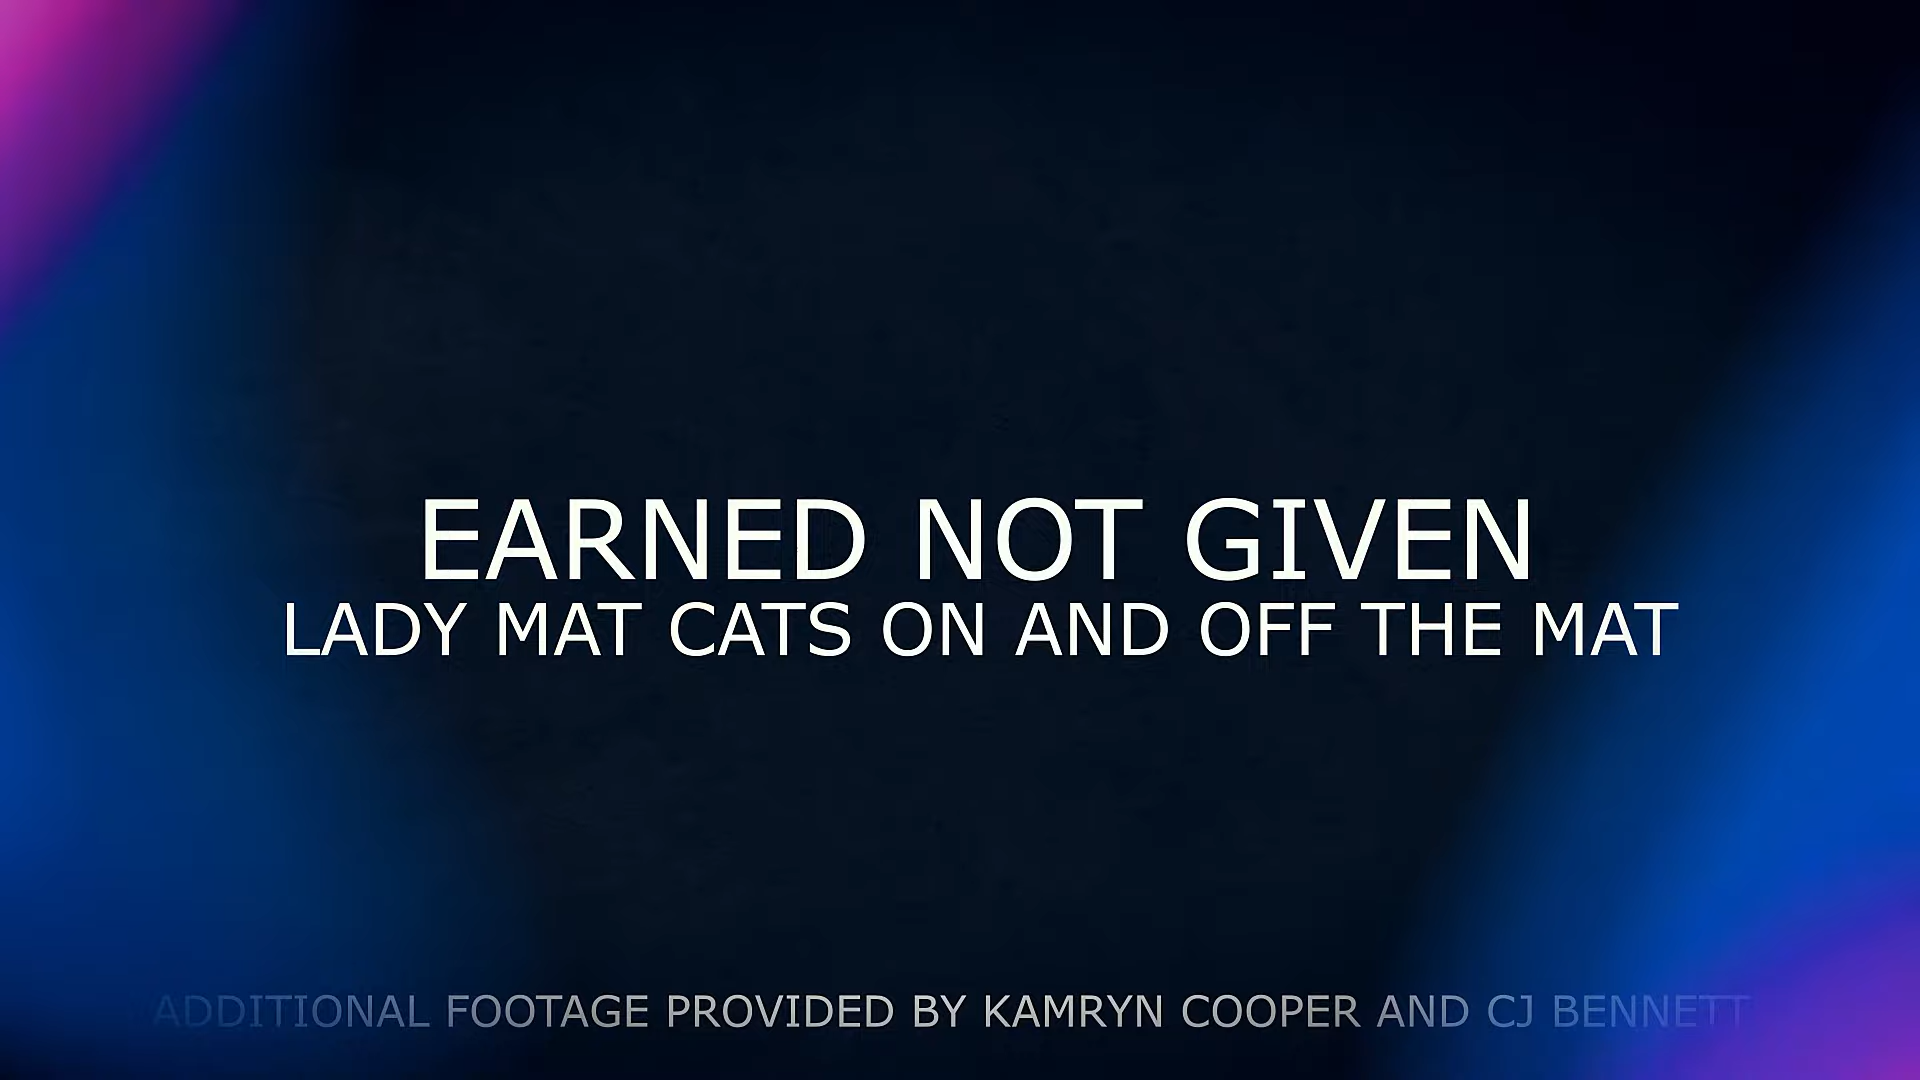 EARNED NOT GIVEN
LADY MAT CATS ON AND OFF THE MAT
ADDITIONAL FOOTAGE PROVIDED BY KAMRYN COOPER AND CJ BENNETT